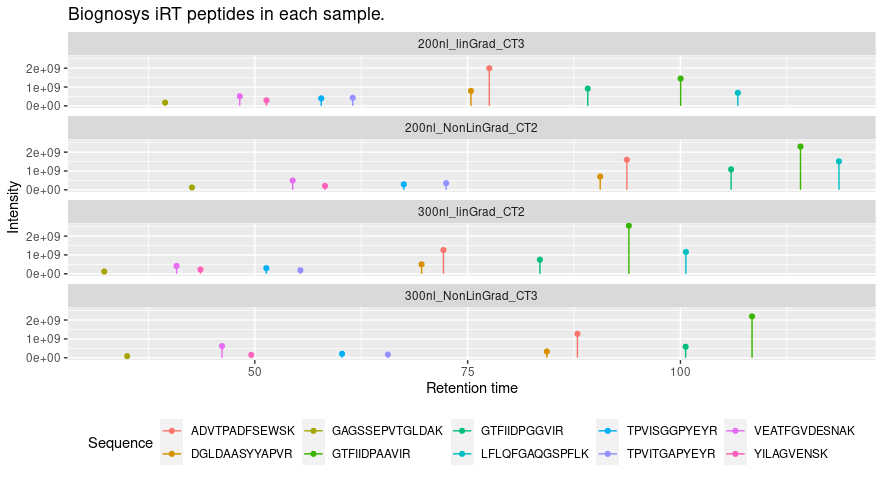 Biognosys iRT peptides in each sample.
200nl_linGrad_CT3
2e+09
1e+09
0e+00
200nl_NonLinGrad_CT2
2e+09
1e+09
0e+00
300nl_linGrad_CT2
2e+09
1e+09
0e+00
300nl_NonLinGrad_CT3
2e+09
1e+09
0e+00
Intensity
50 75 100
Retention time
Sequence
ADVTPADFSEWSK GAGSSEPVTGLDAK GTFIIDPGGVIR TPVISGGPYEYR VEATFGVDESNAK
DGLDAASYYAPVR GTFIIDPAAVIR LFLQFGAQGSPFLK TPVITGAPYEYR YILAGVENSK